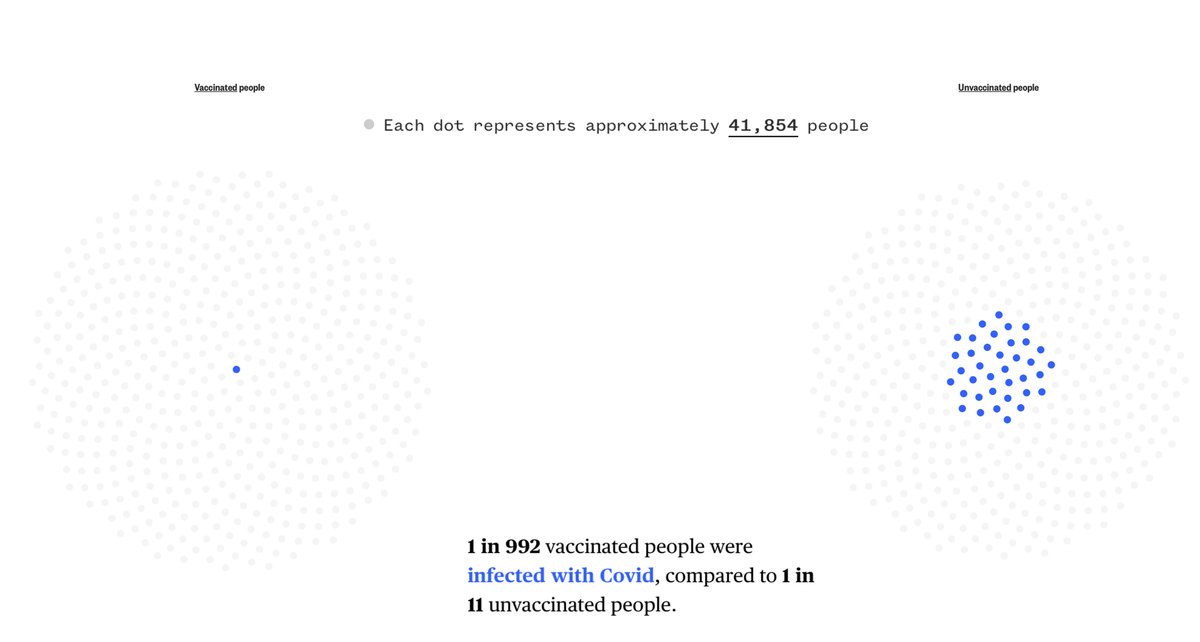 Vaccinated people
Unvaccinated people
Each dot represents approximately 41,854 people
1 in 992 vaccinated people were
infected with Covid, compared to 1 in
11 unvaccinated people.